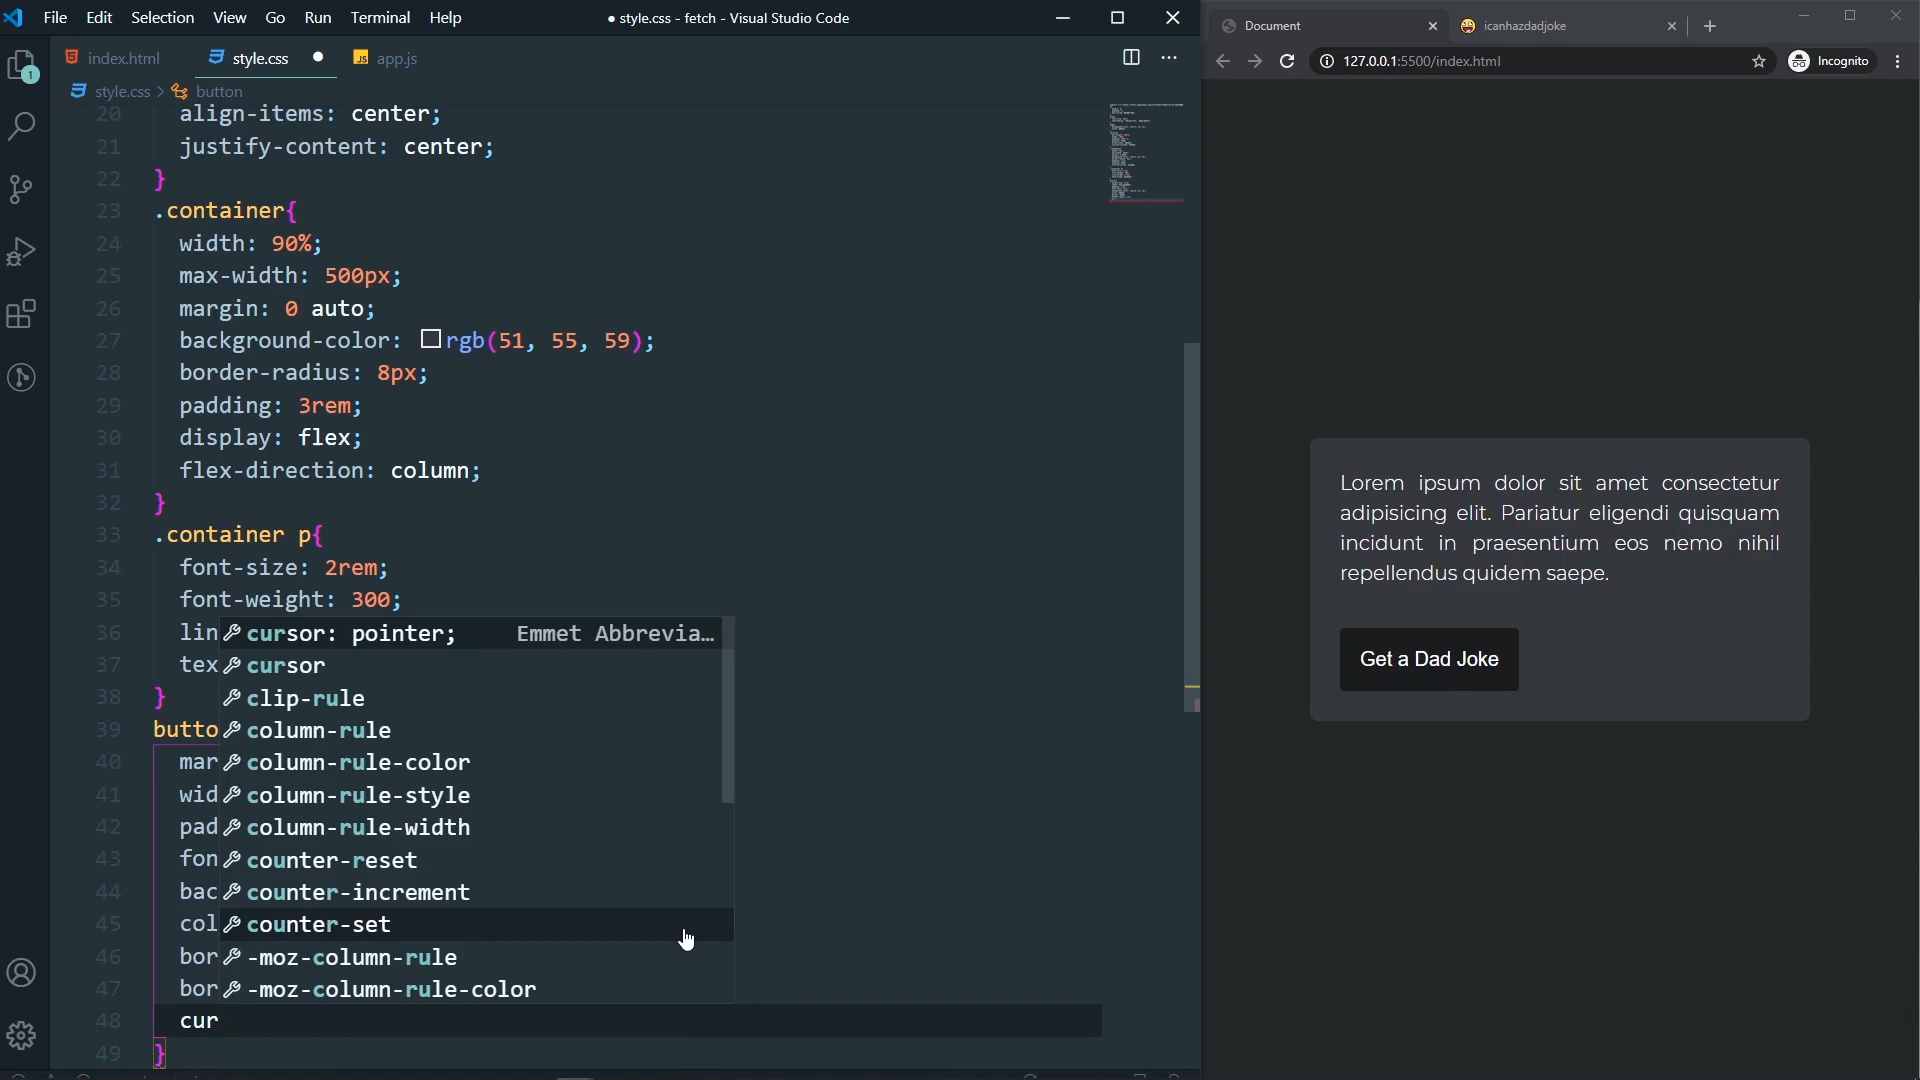 File Edit Selection View Go Run Terminal Help
● style.css - fetch - Visual Studio Code
index.html
style.css
JS app.js
style.css > button
20 align-items: center;
21 justify-content: center;
22 }
23 .container{
24 width: 90%;
25 max-width: 500px;
26 margin: 0 auto;
27 background-color: rgb(51, 55, 59);
28 border-radius: 8px;
29 padding: 3rem;
30 display: flex;
31 flex-direction: column;
32 }
33 .container p{
34 font-size: 2rem;
35 font-weight: 300;
36 lin
37 tex
38 }
39 butto
40 mar
41 wid
42 pad
43 fon
44 bac
45 col
46 bor
47 bor
48 cur
49 }
cursor: pointer; Emmet Abbrevia…
cursor
clip-rule
column-rule
column-rule-color
column-rule-style
column-rule-width
counter-reset
counter-increment
counter-set
-moz-column-rule
-moz-column-rule-color
1
Document
icanhazdadjoke
127.0.0.1:5500/index.html
Incognito
Lorem ipsum dolor sit amet consectetur
adipisicing elit. Pariatur eligendi quisquam
incidunt in praesentium eos nemo nihil
repellendus quidem saepe.
Get a Dad Joke